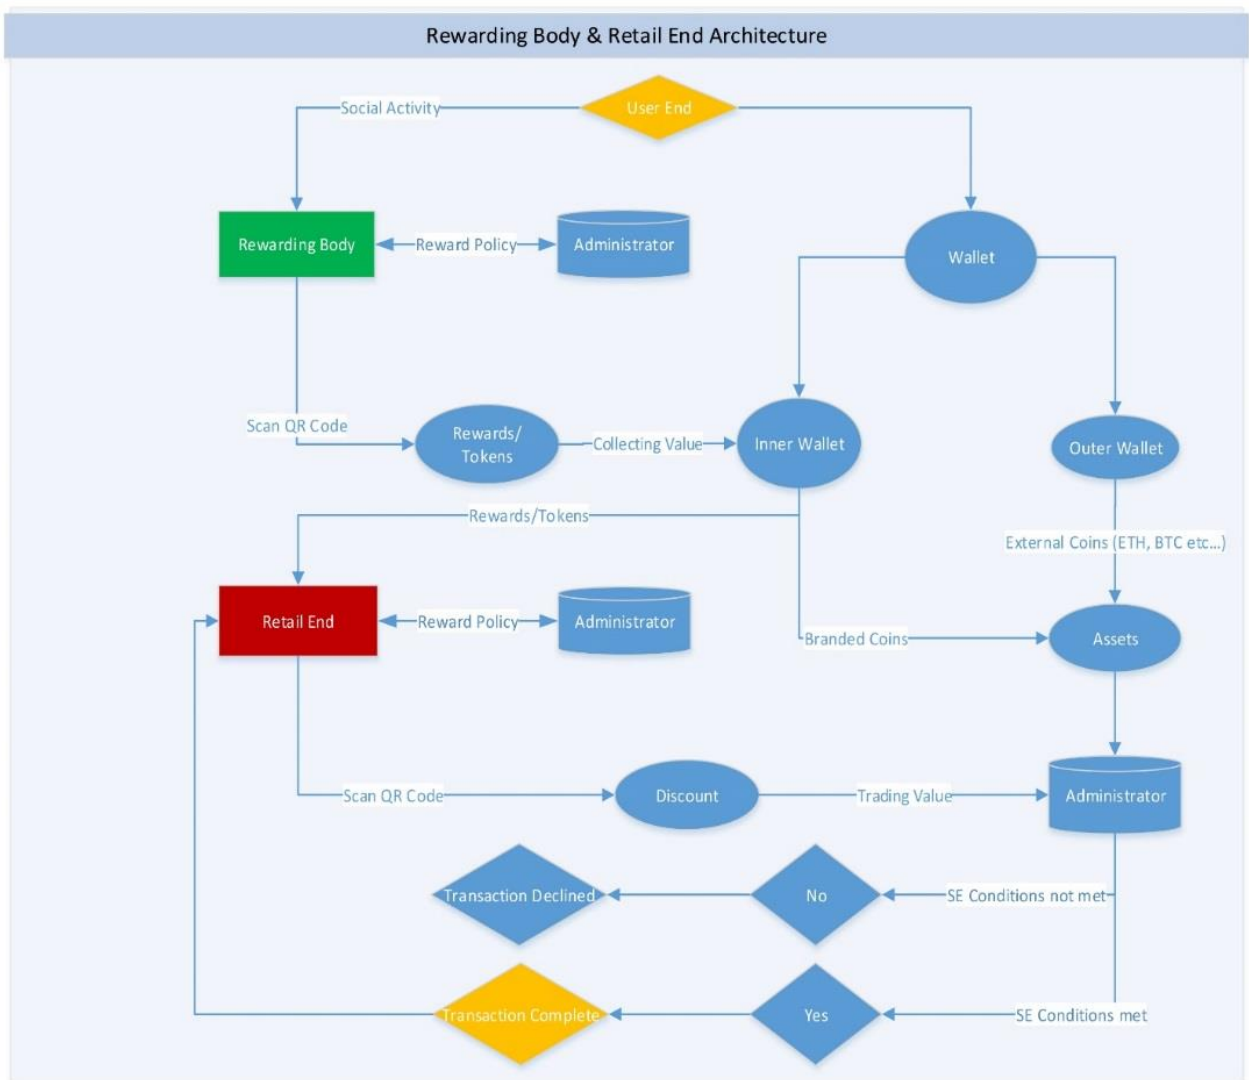 Rewarding Body & Retail End Architecture
Social Activity
User End
Rewarding Body
Reward Policy
Administrator
Wallet
Scan QR Code
Rewards/
Tokens
Collecting Value
Inner Wallet
Outer Wallet
Rewards/Tokens
External Coins (ETH, BTC etc...)
Retail End
Reward Policy
Administrator
Branded Coins
Assets
Scan QR Code
Discount
Trading Value
Administrator
Transaction Declined
No
SE Conditions not met
Transaction Complete
Yes
SE Conditions met